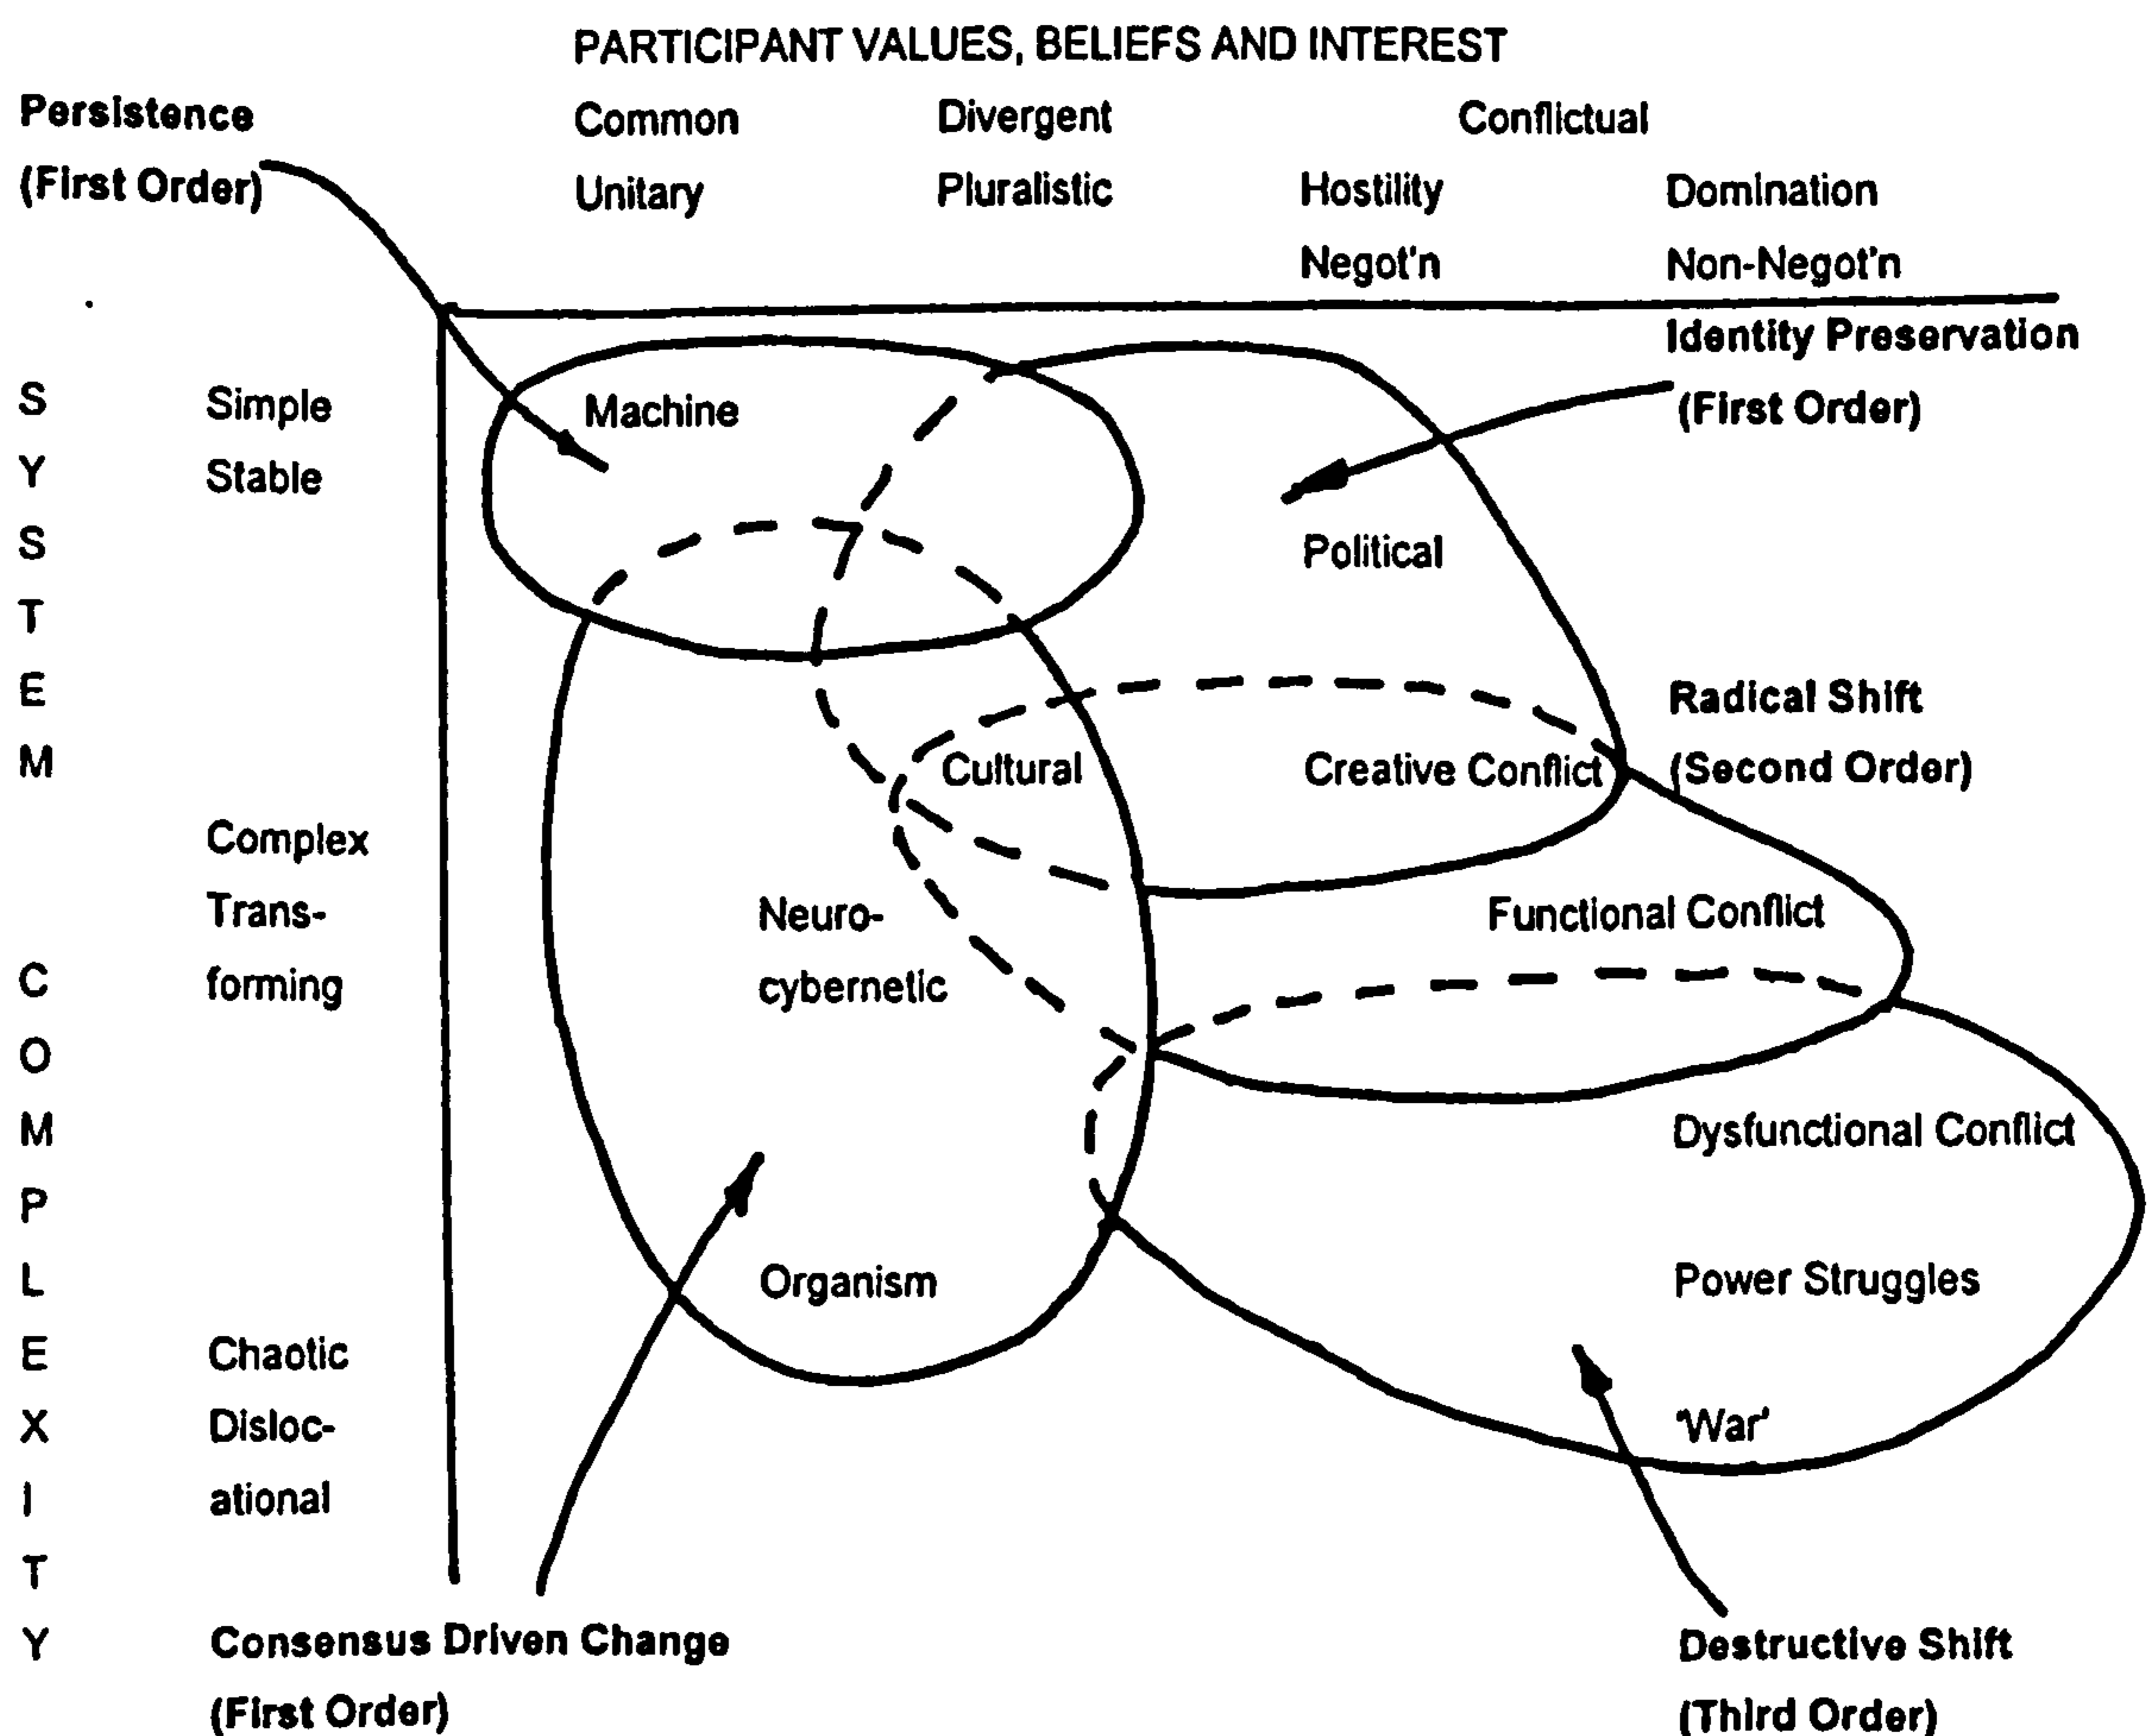 PARTICIPANT VALUES, BELIEFS AND INTEREST
Persistence Common Divergent Conflictual
(First Order) Unitary Pluralistic Hostility Domination
Negot'n Non-Negot'n
Identity Preservation
S Simple Machine (First Order)
Y Stable
S Political
T
E Radical Shift
M Cultural Creative Conflict (Second Order)
Complex
Trans- Neuro- Functional Conflict
C forming cybernetic
O
M Dysfunctional Conflict
P
L Organism Power Struggles
E Chaotic
X Disloc- 'War'
I ational
T
Y Consensus Driven Change Destructive Shift
(First Order) (Third Order)